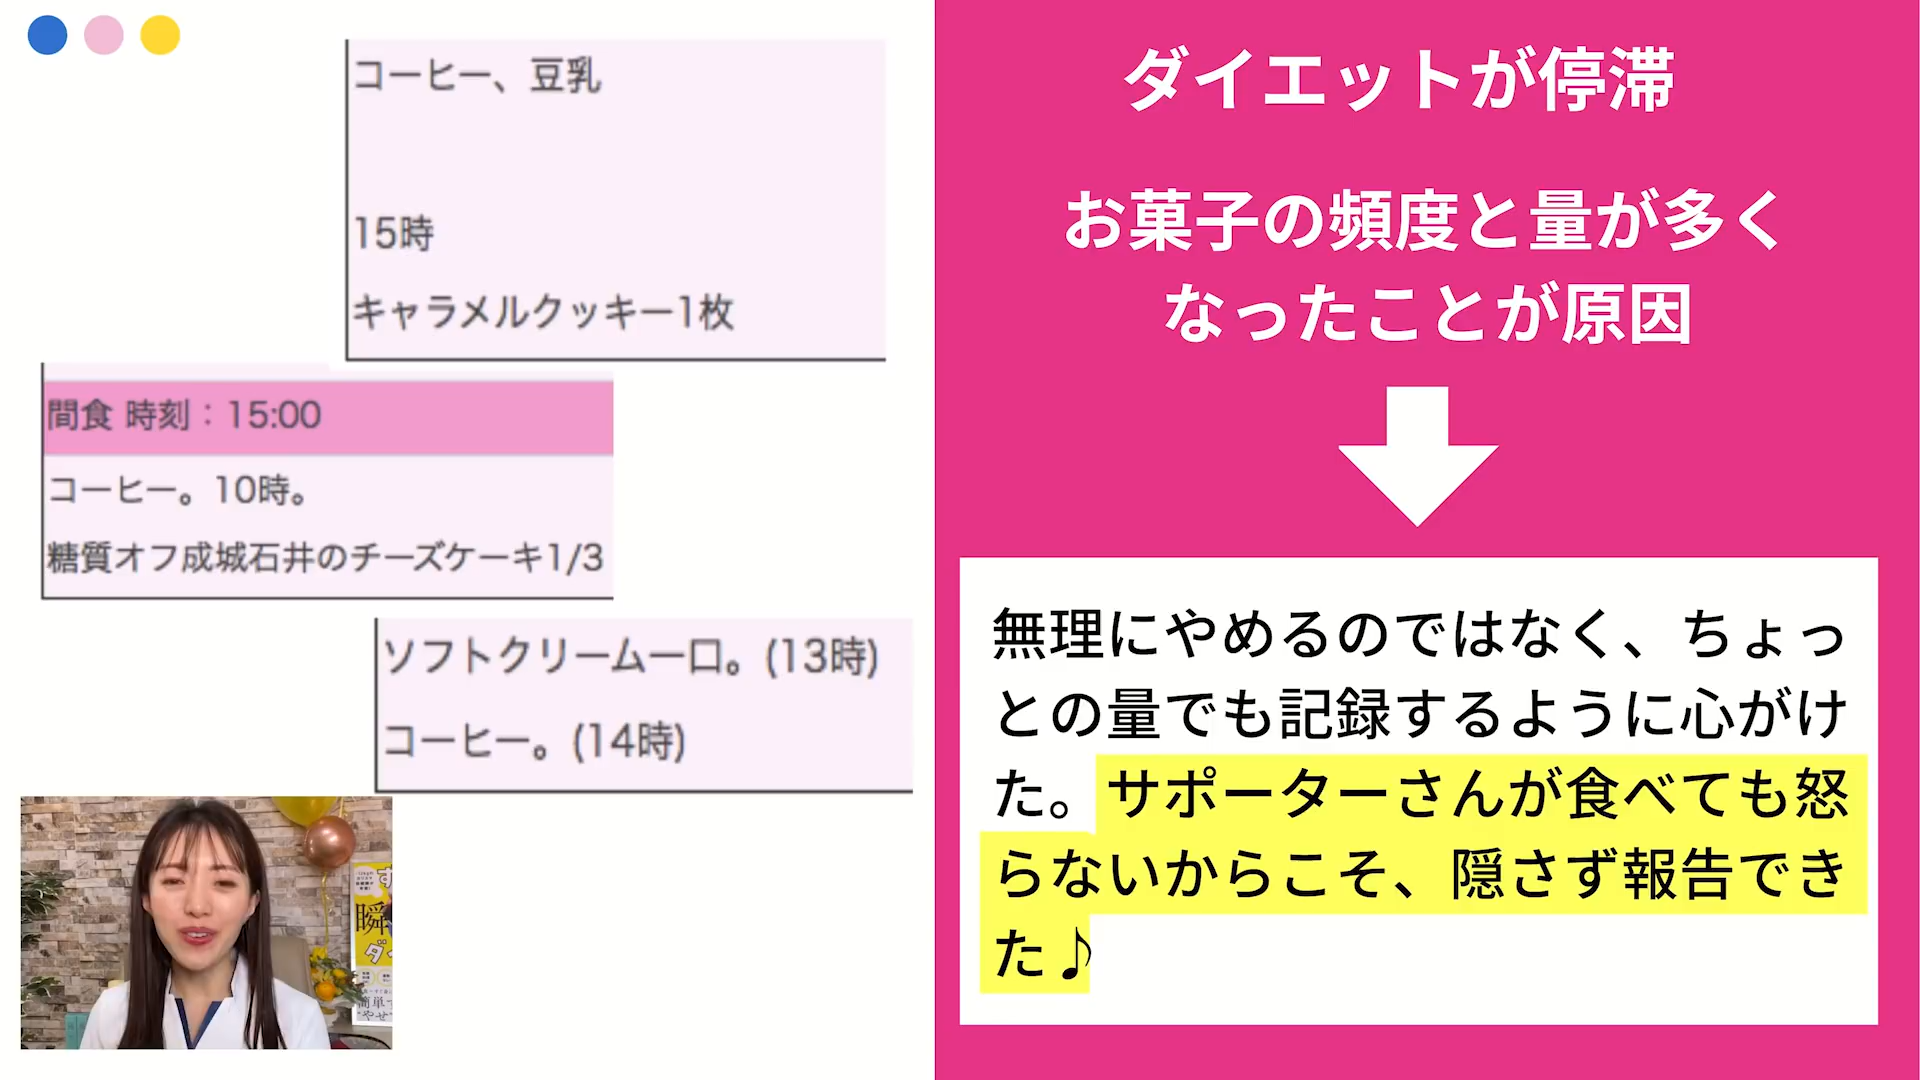 コーヒー、豆乳
15時
キャラメルクッキー1枚
間食 時刻：15:00
コーヒー。10時。
糖質オフ成城石井のチーズケーキ1/3
ソフトクリーム一口。(13時)
コーヒー。(14時)
ダイエットが停滞
お菓子の頻度と量が多く
なったことが原因
無理にやめるのではなく、ちょっ
との量でも記録するように心がけ
た。サポーターさんが食べても怒
らないからこそ、隠さず報告でき
た♪
瞬
ダ
簡単す
やせ